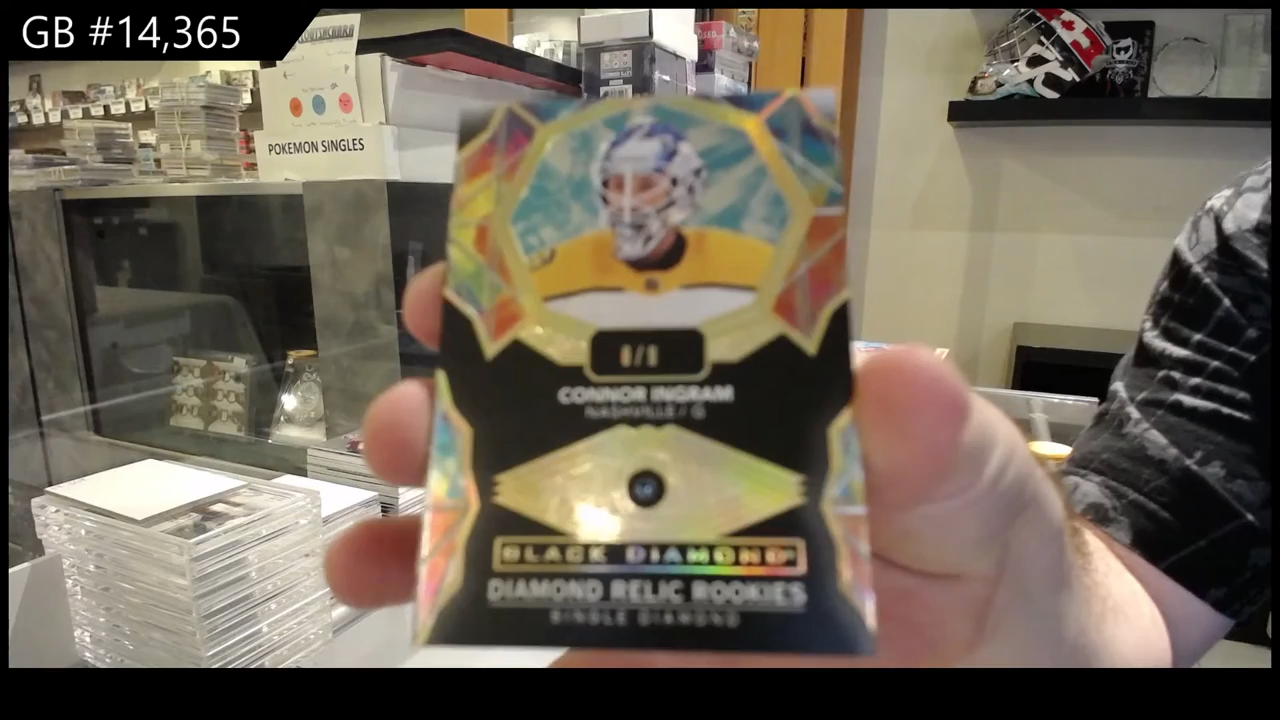 GB #14,365
POKEMON SINGLES
CONNOR INGRAM
NASHVILLE / G
BLACK DIAMOND
DIAMOND RELIC ROOKIES
SINGLE DIAMOND